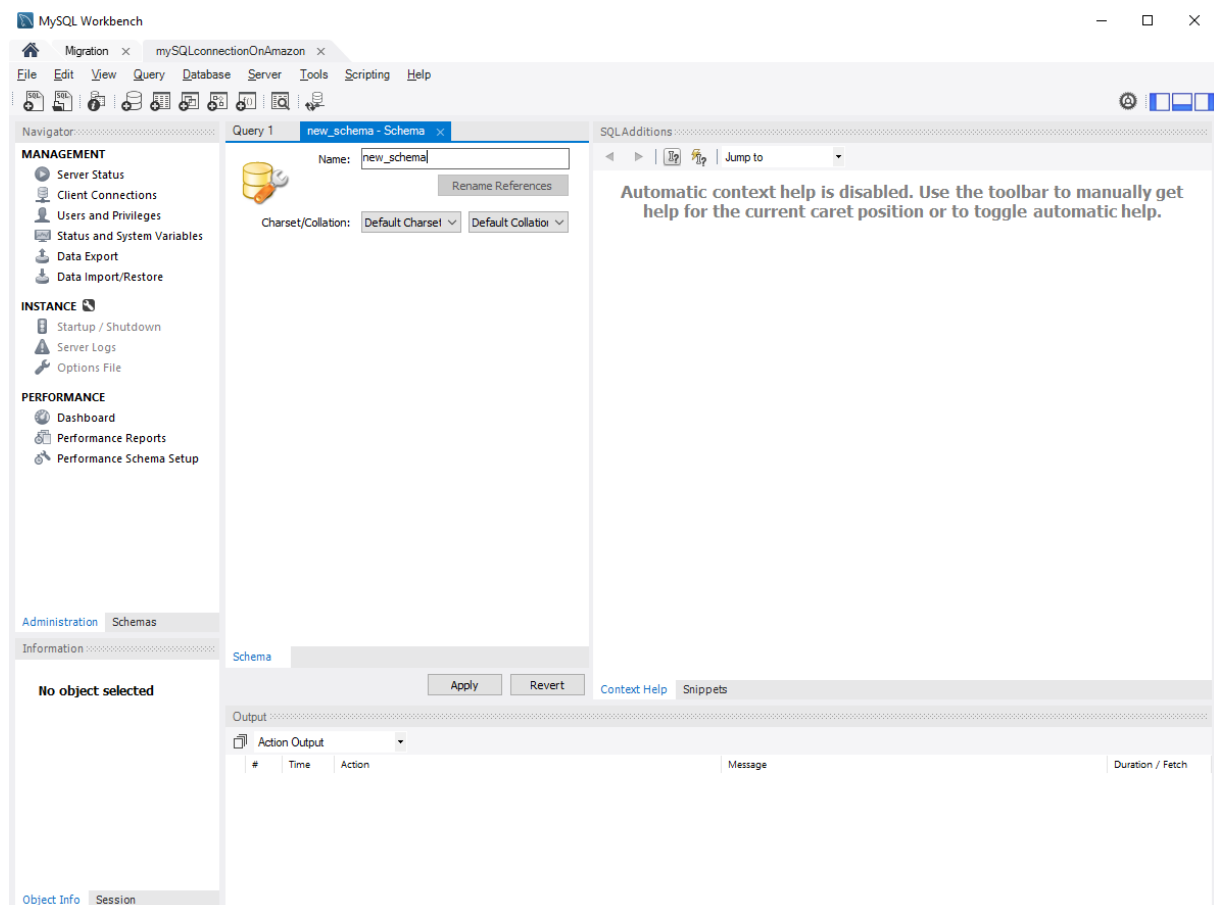 MySQL Workbench
Migration
mySQLconnectionOnAmazon
File Edit View Query Database Server Tools Scripting Help
SQL SQL
Navigator
MANAGEMENT
Server Status
Client Connections
Users and Privileges
Status and System Variables
Data Export
Data Import/Restore
INSTANCE
Startup / Shutdown
Server Logs
Options File
PERFORMANCE
Dashboard
Performance Reports
Performance Schema Setup
Administration Schemas
Information
No object selected
Object Info Session
Query 1 new_schema - Schema
Name: new_schema
Rename References
Charset/Collation: Default Charset Default Collation
Schema
Apply Revert
SQLAdditions
Jump to
Automatic context help is disabled. Use the toolbar to manually get
help for the current caret position or to toggle automatic help.
Context Help Snippets
Output
Action Output
# Time Action Message Duration / Fetch